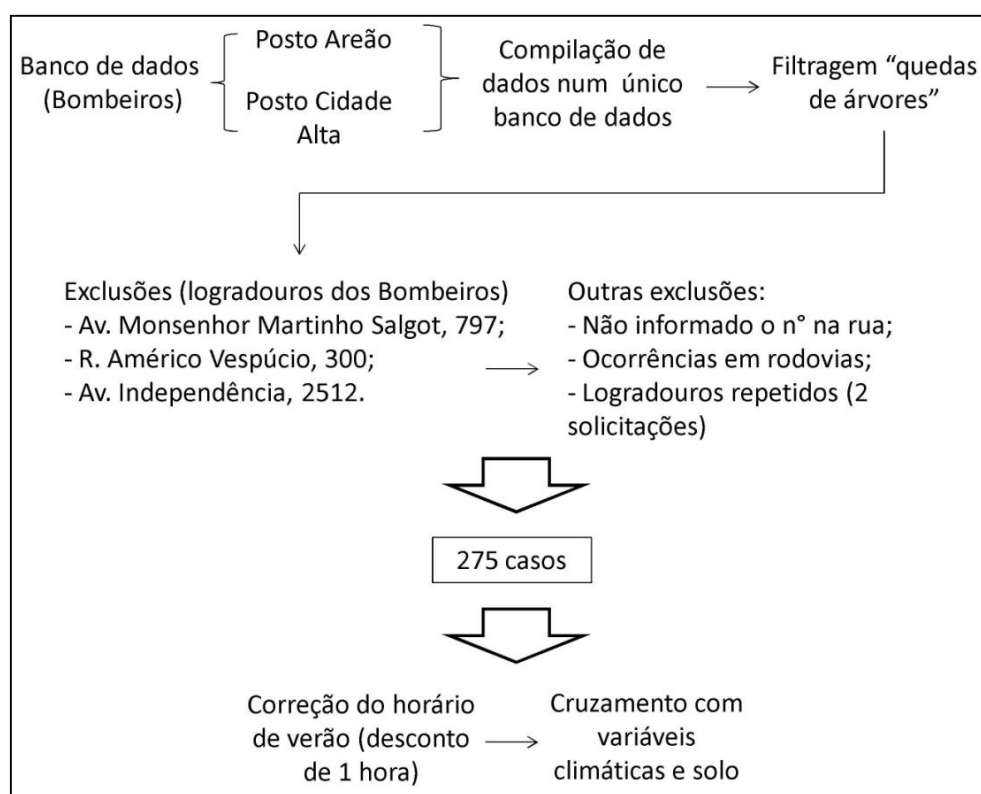 Banco de dados
(Bombeiros)
Posto Areão
Posto Cidade
Alta
Compilação de
dados num único
banco de dados
Filtragem “quedas
de árvores”
Exclusões (logradouros dos Bombeiros)
- Av. Monsenhor Martinho Salgot, 797;
- R. Américo Vespúcio, 300;
- Av. Independência, 2512.
Outras exclusões:
- Não informado o n° na rua;
- Ocorrências em rodovias;
- Logradouros repetidos (2
solicitações)
275 casos
Correção do horário
de verão (desconto
de 1 hora)
Cruzamento com
variáveis
climáticas e solo